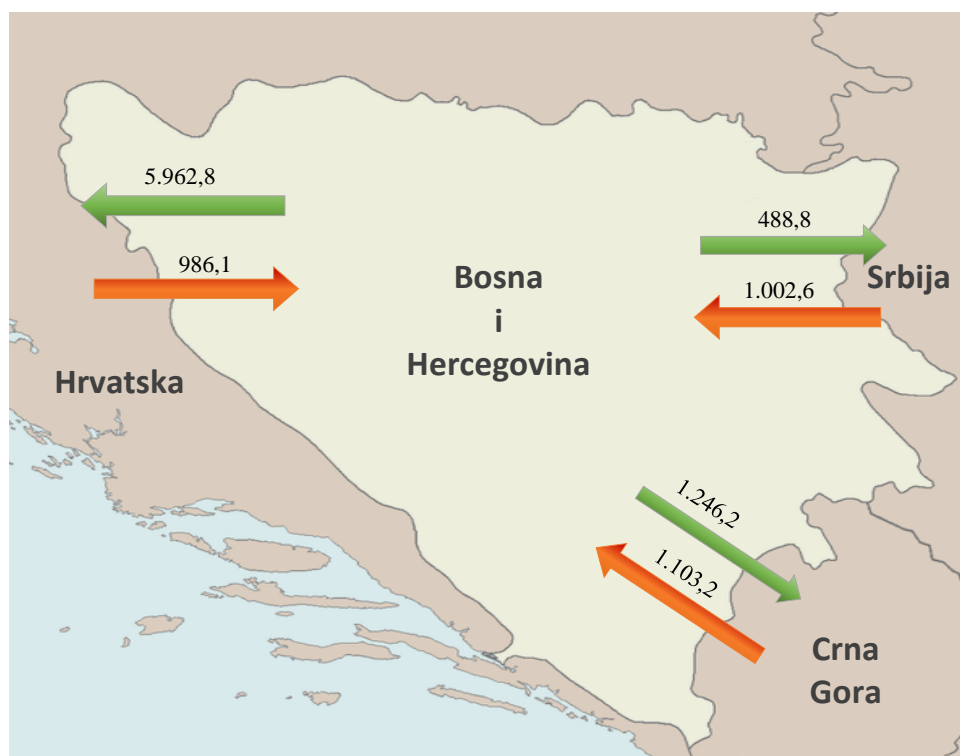 5.962,8
488,8
986,1
Bosna
i
Hercegovina
Srbija
1.002,6
Hrvatska
1.246,2
1.103,2
Crna
Gora